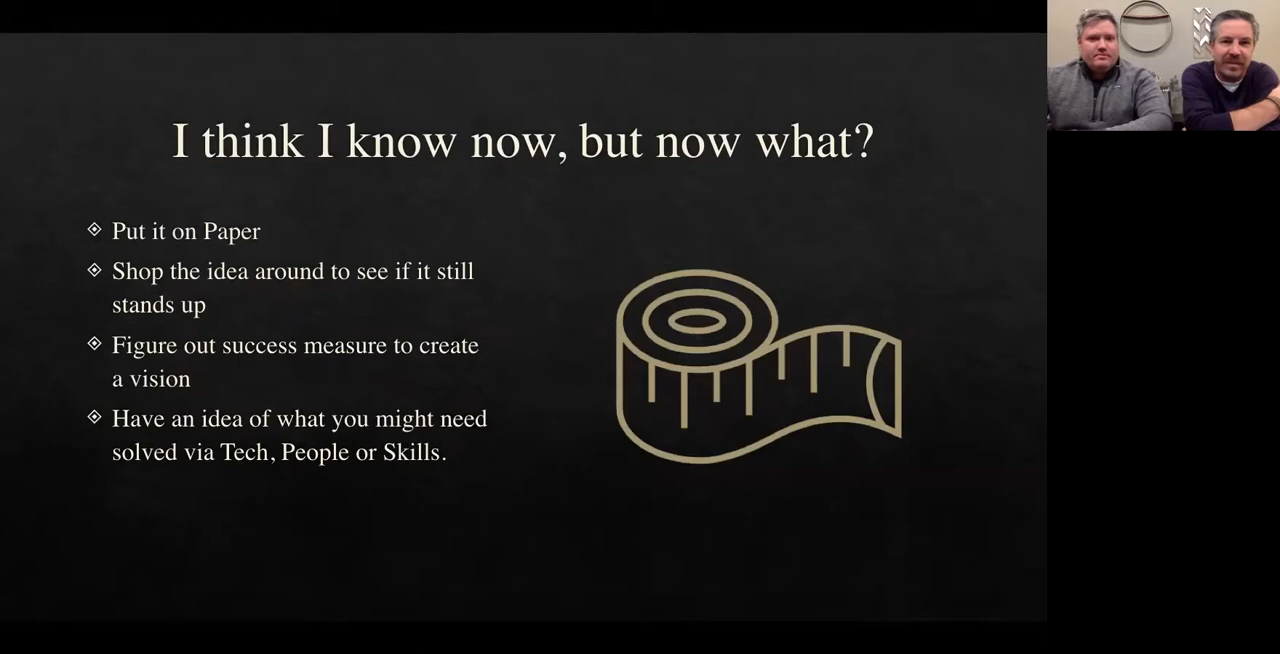 I think I know now, but now what?
Put it on Paper
Shop the idea around to see if it still
stands up
Figure out success measure to create
a vision
Have an idea of what you might need
solved via Tech, People or Skills.